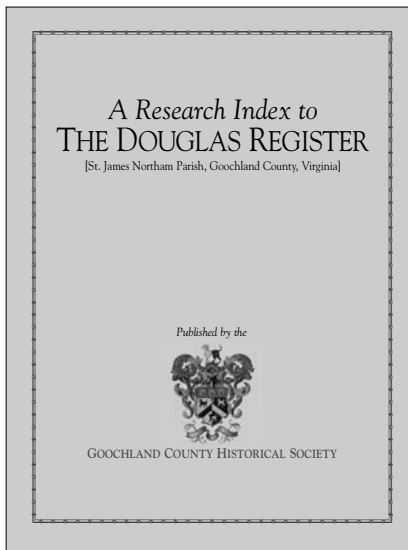 A Research Index to
THE DOUGLAS REGISTER
[St. James Northam Parish, Goochland County, Virginia]
Published by the
GOOCHLAND COUNTY HISTORICAL SOCIETY